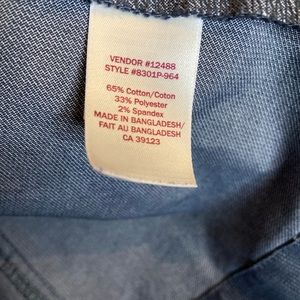 VENDOR #12488
STYLE #8301P-964
65% Cotton/Coton
33% Polyester
2% Spandex
MADE IN BANGLADESH/
FAIT AU BANGLADESH/
CA 39123